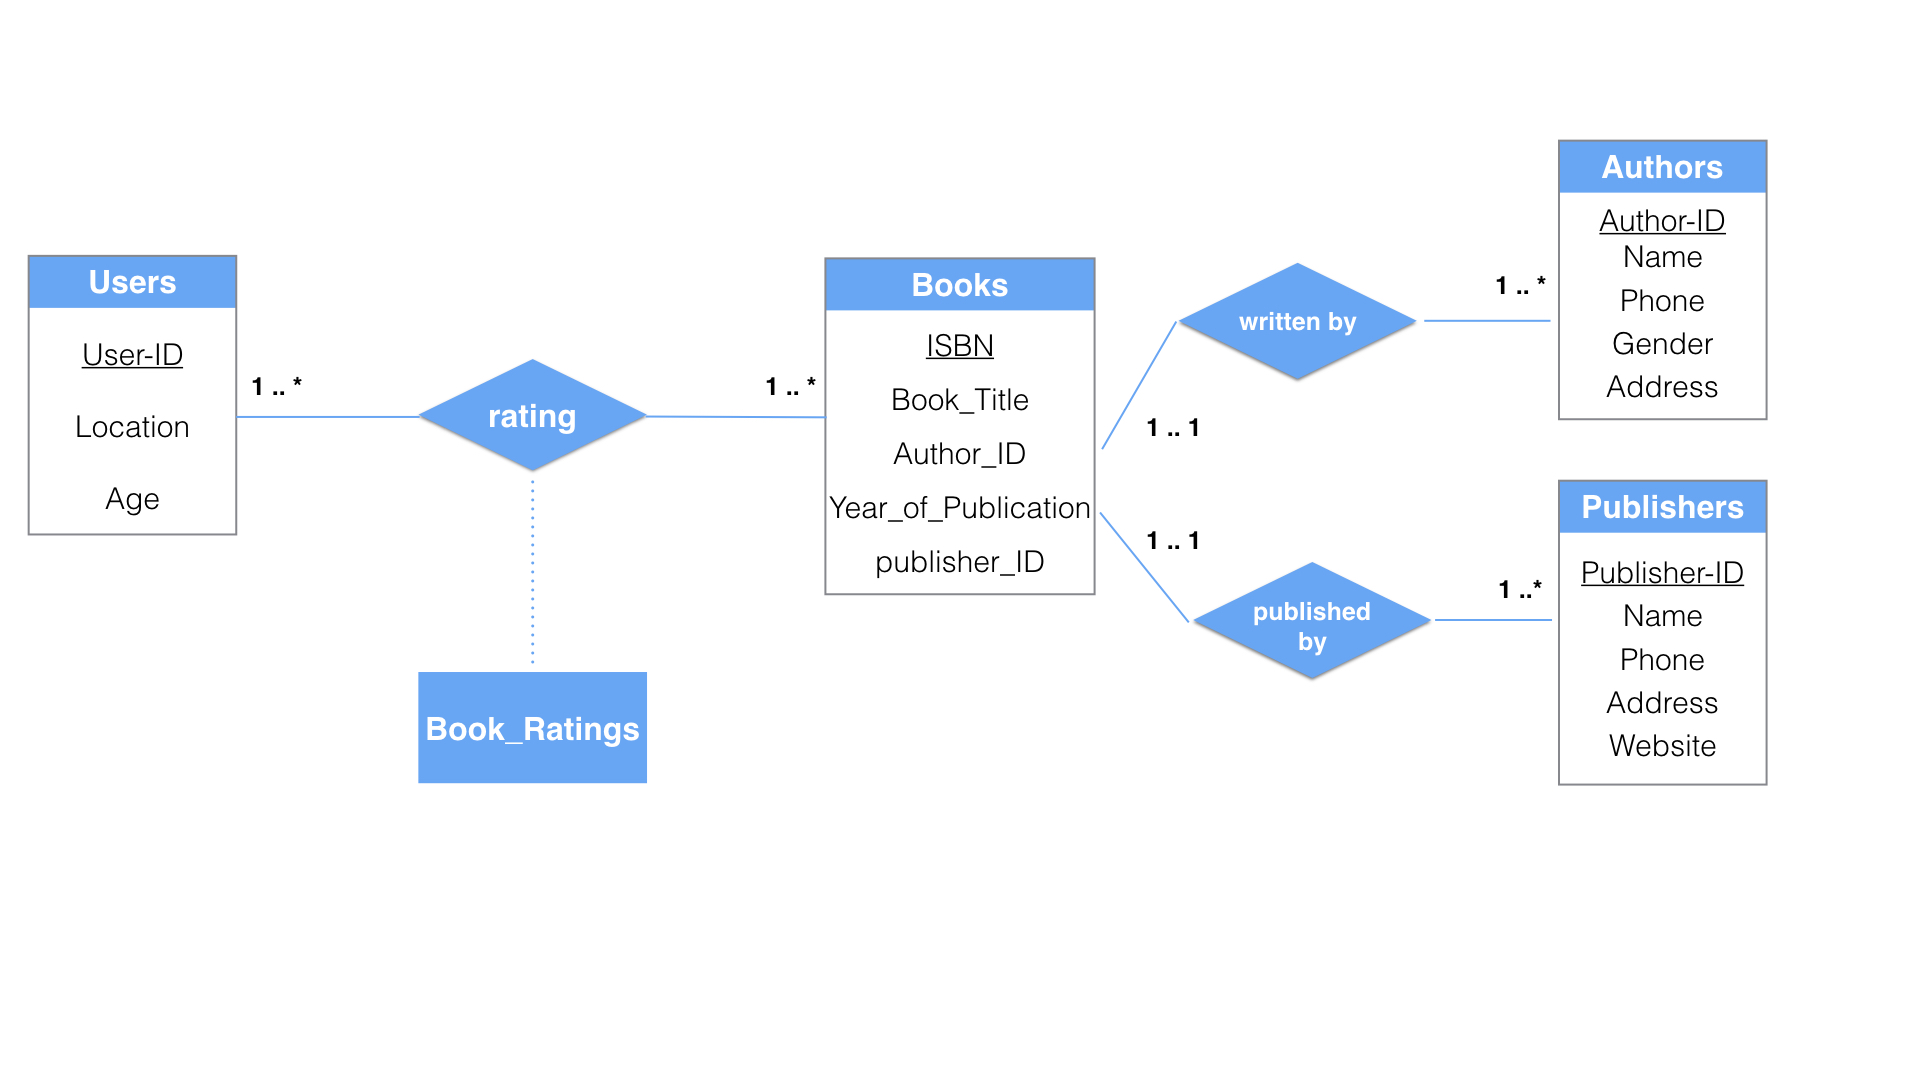 Users
User-ID
Location
Age
1 .. *
rating
1 .. *
Book_Ratings
Books
ISBN
Book_Title
Author_ID
Year_of_Publication
publisher_ID
1 .. 1
written by
1 .. *
1 .. 1
published
by
1 ..*
Authors
Author-ID
Name
Phone
Gender
Address
Publishers
Publisher-ID
Name
Phone
Address
Website